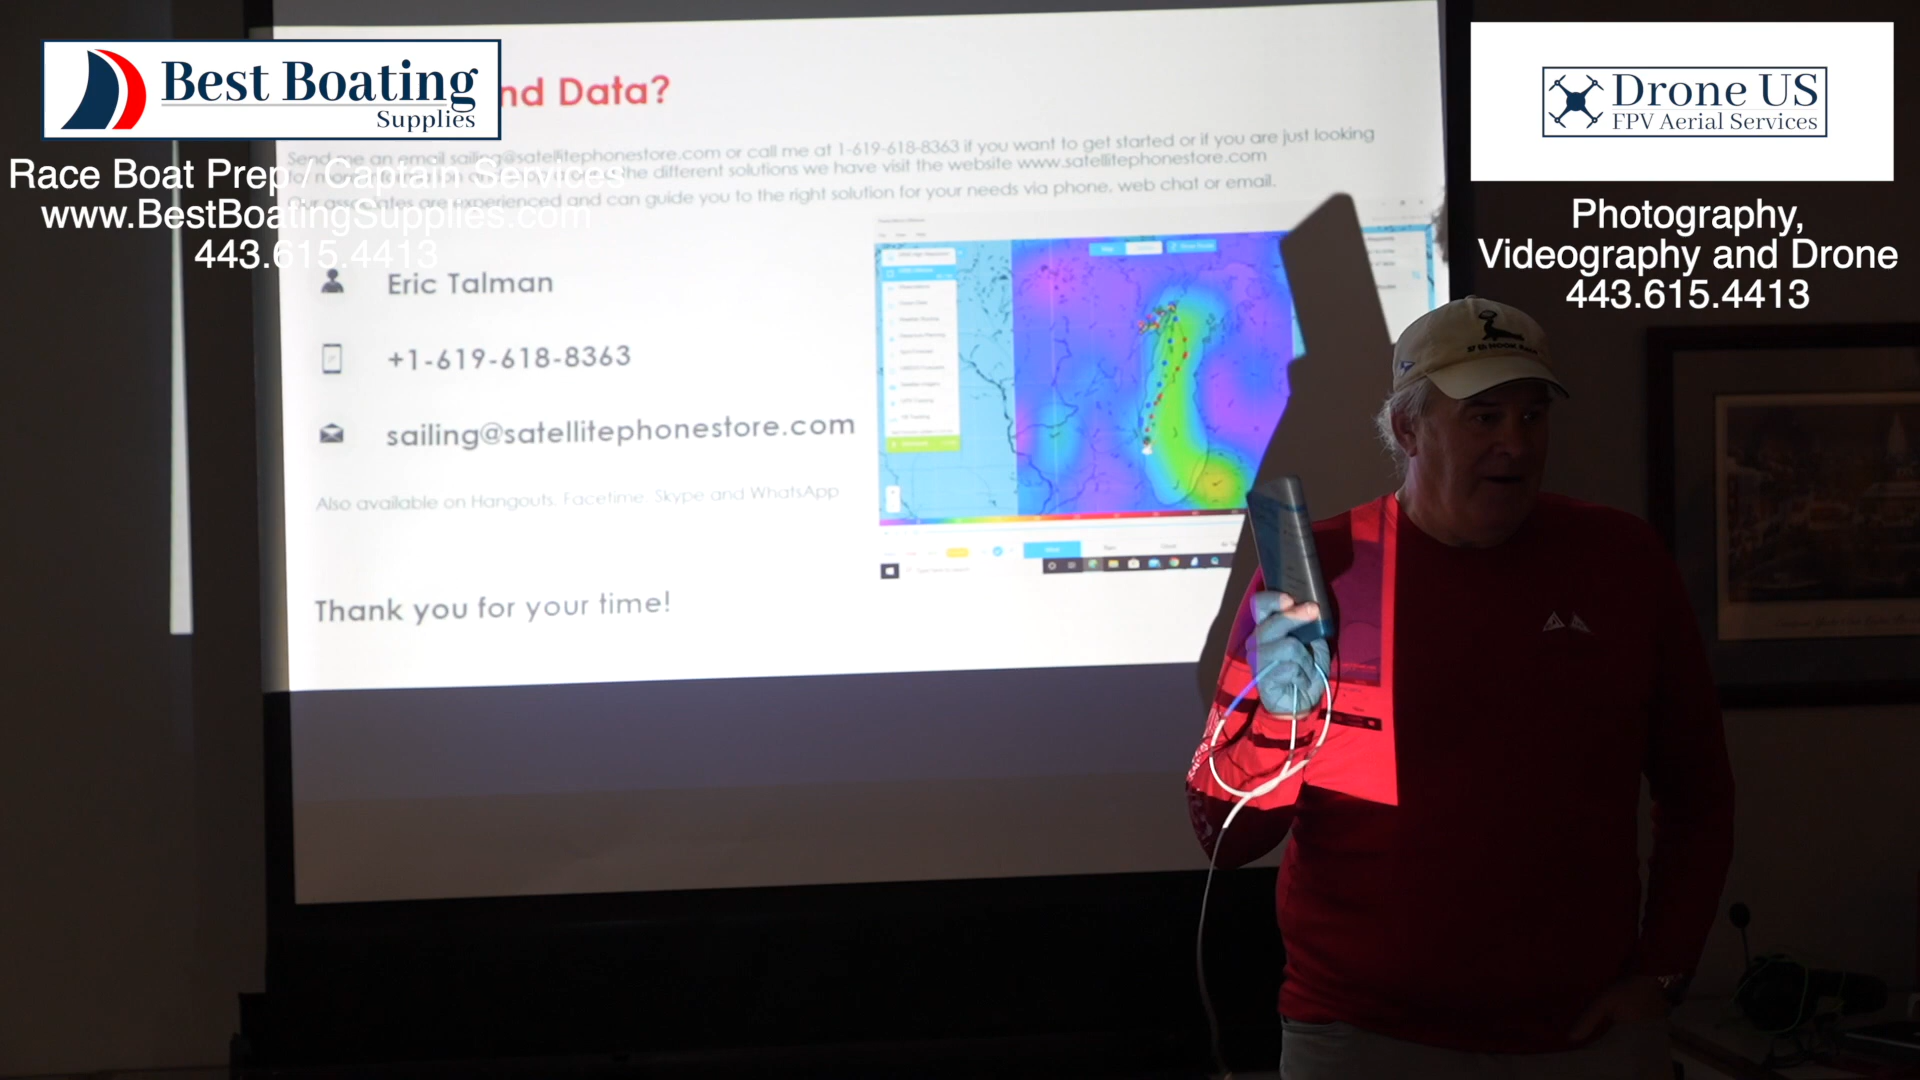 Best Boating
Supplies
Race Boat Prep / Captain Services
www.BestBoatingSupplies.com
443.615.4413
Drone US
FPV Aerial Services
Photography,
Videography and Drone
443.615.4413
nd Data?
Send me an email sailing@satellitephonestore.com or call me at 1-619-618-8363 if you want to get started or if you are just looking
the different solutions we have visit the website www.satellitephonestore.com
Our associates are experienced and can guide you to the right solution for your needs via phone, web chat or email.
Eric Talman
+1-619-618-8363
sailing@satellitephonestore.com
Also available on Hangouts, Facetime, Skype and WhatsApp
Thank you for your time!